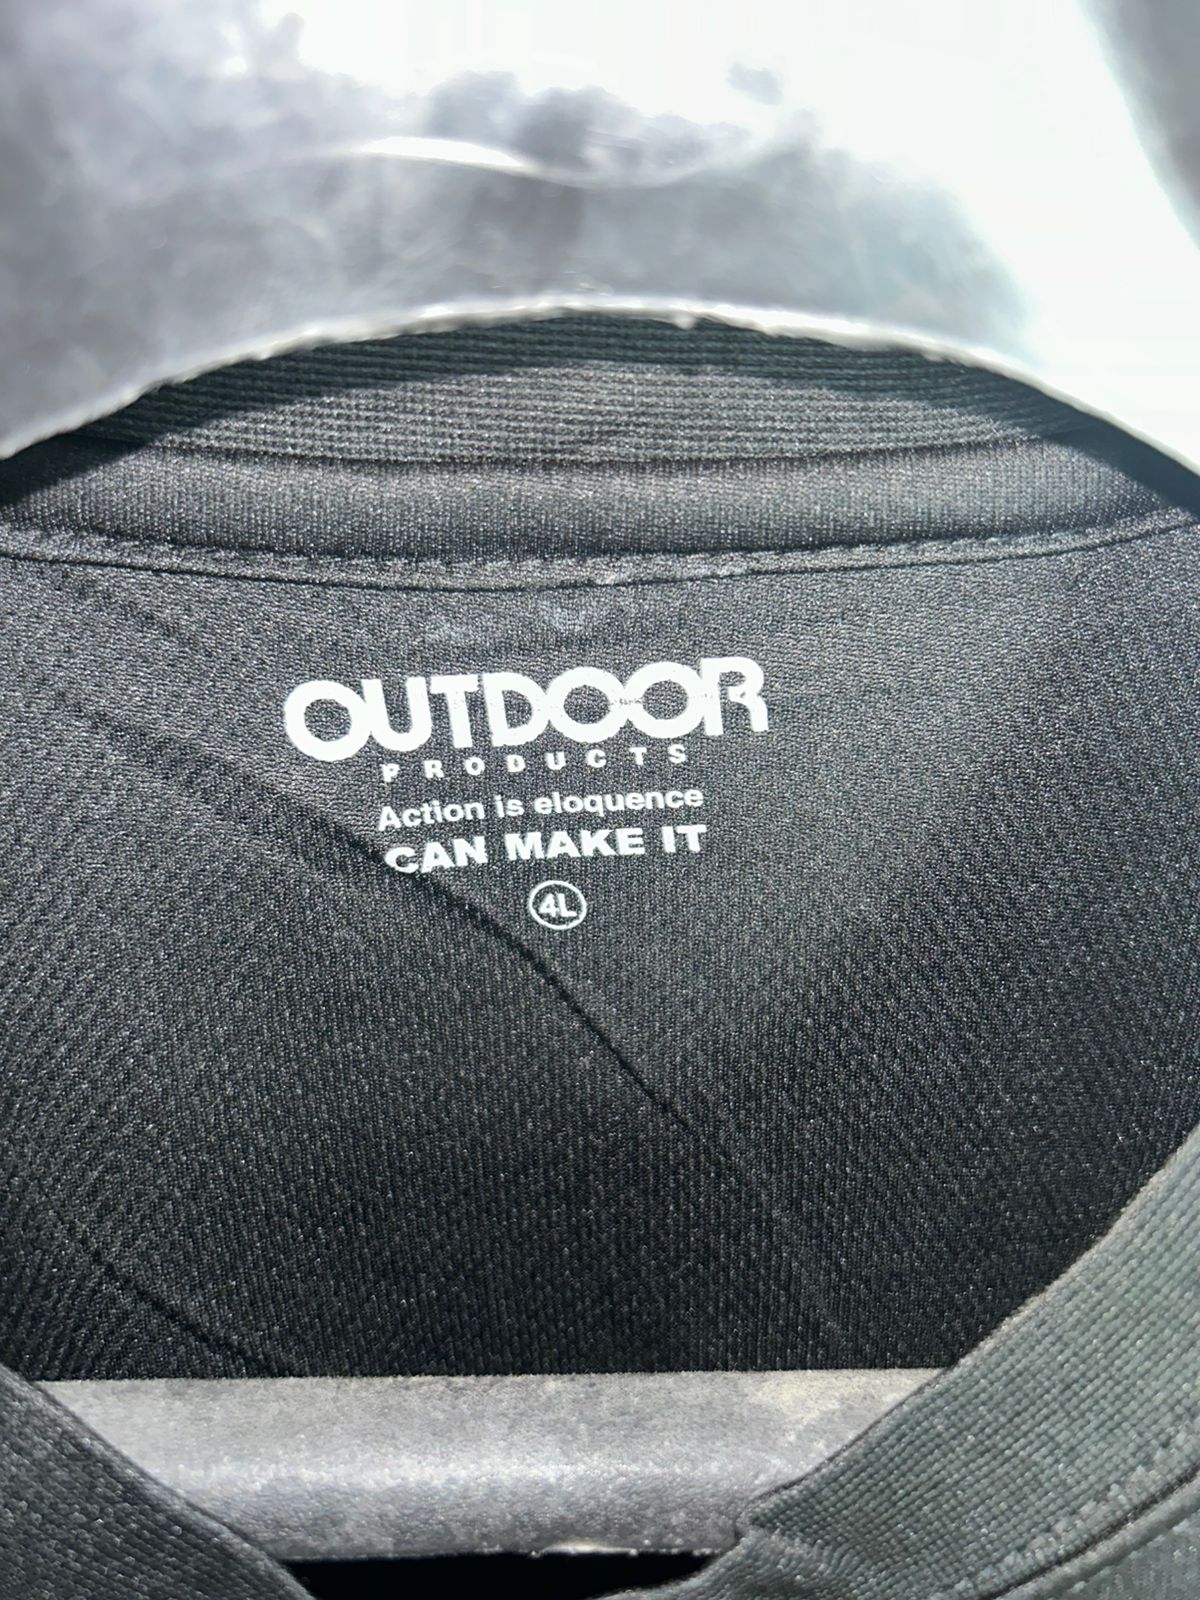 OUTDOOR
PRODUCTS
Action is eloquence
CAN MAKE IT
4L